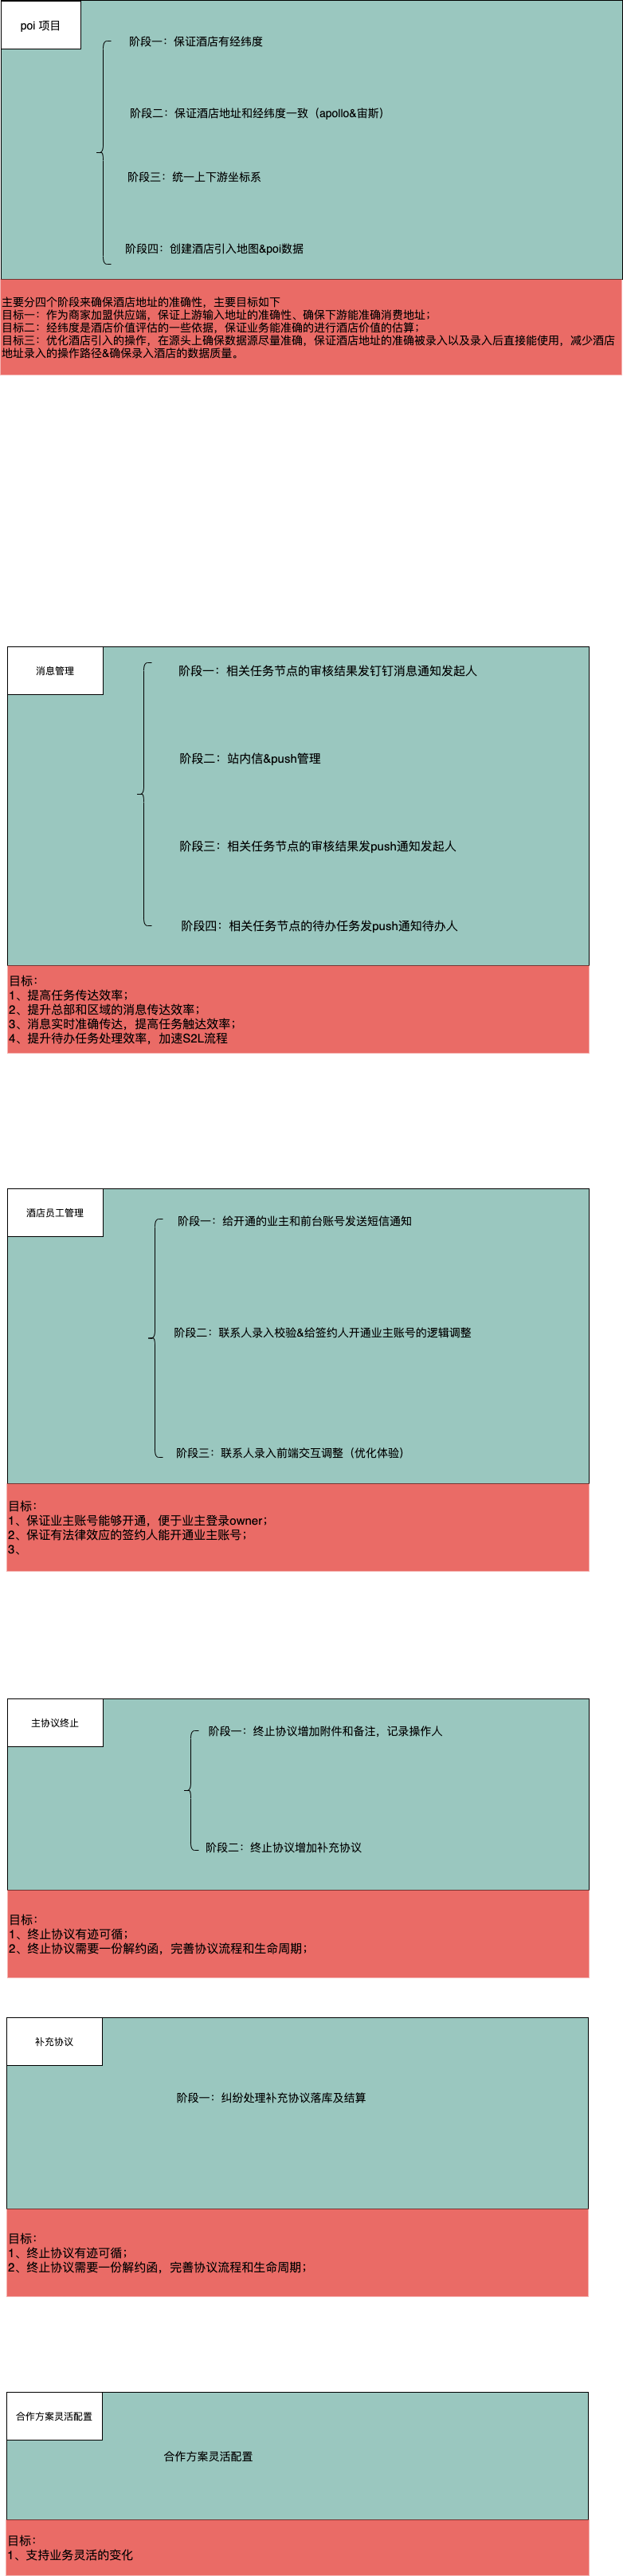 poi 项目
阶段一：保证酒店有经纬度
阶段二：保证酒店地址和经纬度一致（apollo&宙斯）
阶段三：统一上下游坐标系
阶段四：创建酒店引入地图&poi数据
主要分四个阶段来确保酒店地址的准确性，主要目标如下
目标一：作为商家加盟供应端，保证上游输入地址的准确性、确保下游能准确消费地址；
目标二：经纬度是酒店价值评估的一些依据，保证业务能准确的进行酒店价值的估算；
目标三：优化酒店引入的操作，在源头上确保数据源尽量准确，保证酒店地址的准确被录入以及录入后直接能使用，减少酒店
地址录入的操作路径&确保录入酒店的数据质量。
消息管理
阶段一：相关任务节点的审核结果发钉钉消息通知发起人
阶段二：站内信&push管理
阶段三：相关任务节点的审核结果发push通知发起人
阶段四：相关任务节点的待办任务发push通知待办人
目标：
1、提高任务传达效率；
2、提升总部和区域的消息传达效率；
3、消息实时准确传达，提高任务触达效率；
4、提升待办任务处理效率，加速S2L流程
酒店员工管理
阶段一：给开通的业主和前台账号发送短信通知
阶段二：联系人录入校验&给签约人开通业主账号的逻辑调整
阶段三：联系人录入前端交互调整（优化体验）
目标：
1、保证业主账号能够开通，便于业主登录owner；
2、保证有法律效应的签约人能开通业主账号；
3、
主协议终止
阶段一：终止协议增加附件和备注，记录操作人
阶段二：终止协议增加补充协议
目标：
1、终止协议有迹可循；
2、终止协议需要一份解约函，完善协议流程和生命周期；
补充协议
阶段一：纠纷处理补充协议落库及结算
目标：
1、终止协议有迹可循；
2、终止协议需要一份解约函，完善协议流程和生命周期；
合作方案灵活配置
合作方案灵活配置
目标：
1、支持业务灵活的变化